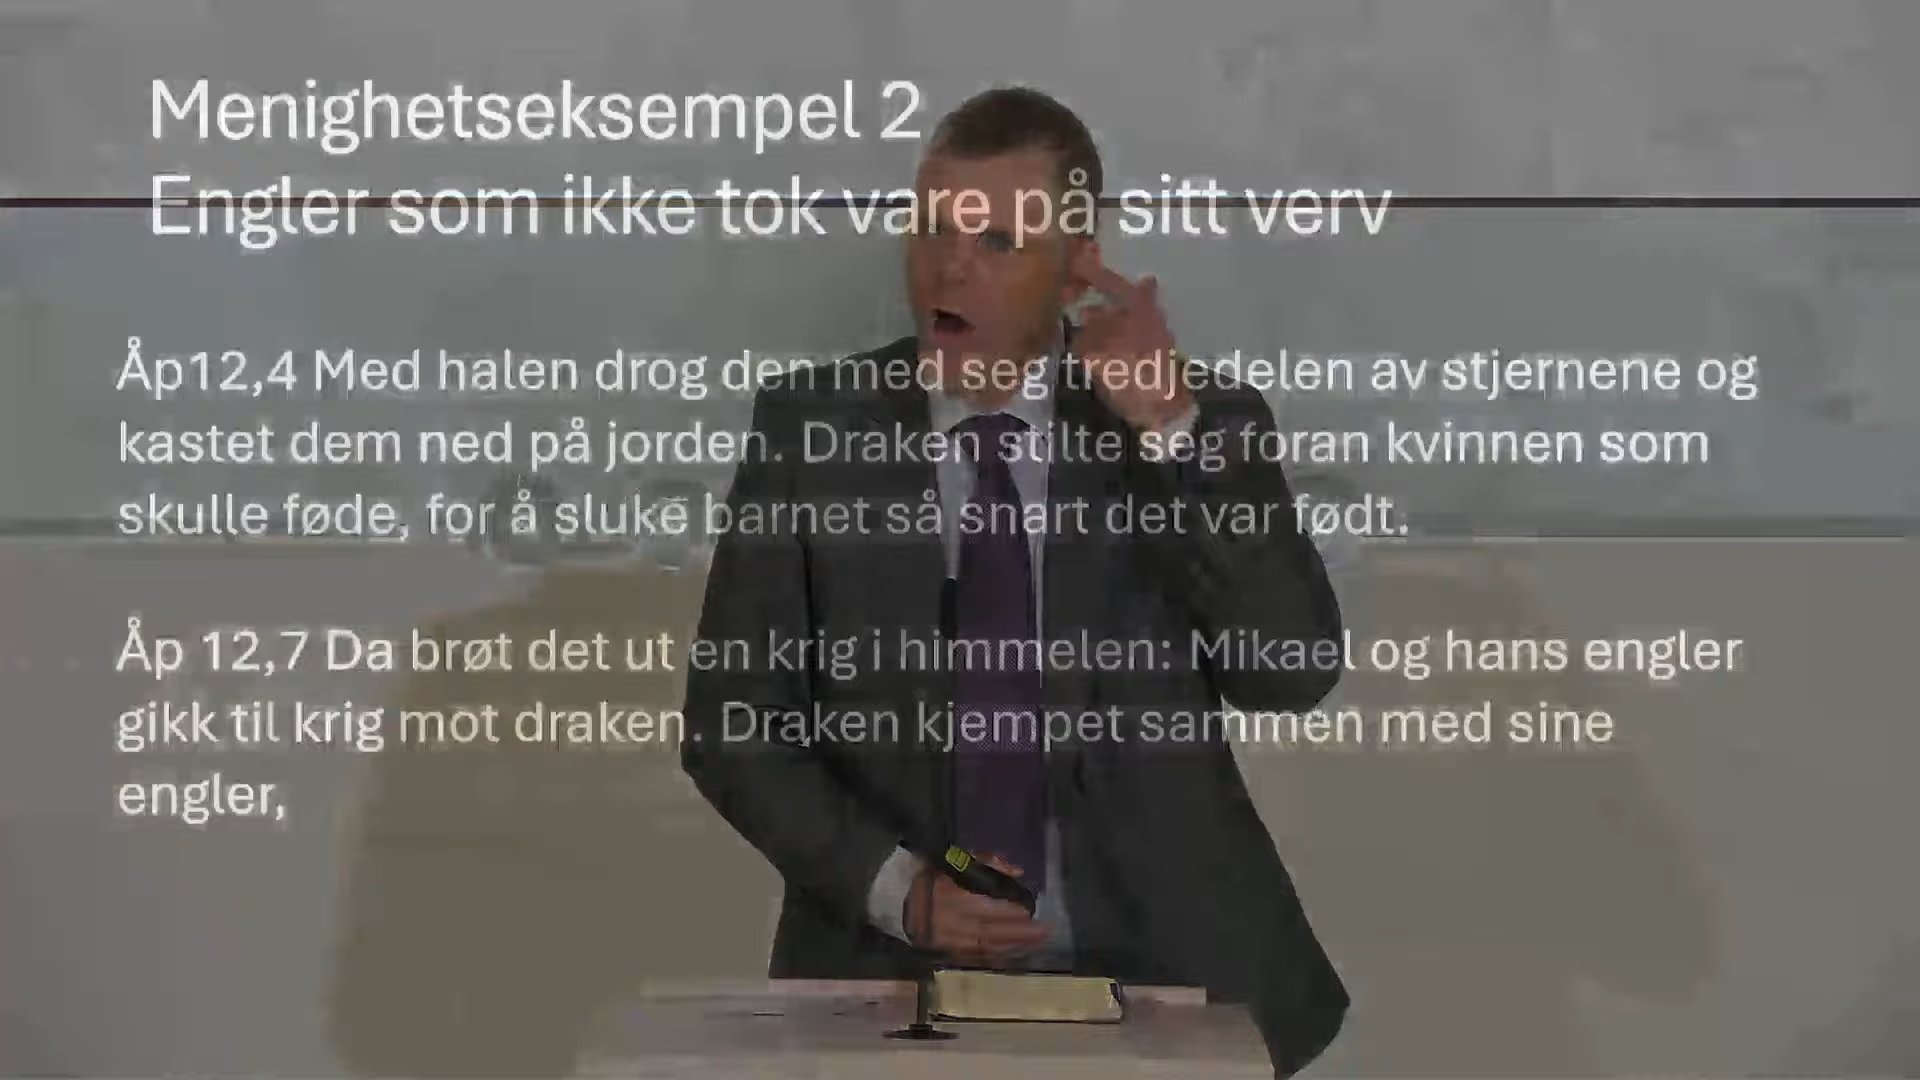 Menighetseksempel 2
Engler som ikke tok vare på sitt verv
Åp12,4 Med halen drog den med seg tredjedelen av stjernene og
kastet dem ned på jorden. Draken stilte seg foran kvinnen som
skulle føde, for å sluke barnet så snart det var født.
Åp 12,7 Da brøt det ut en krig i himmelen: Mikael og hans engler
gikk til krig mot draken. Draken kjempet sammen med sine
engler,